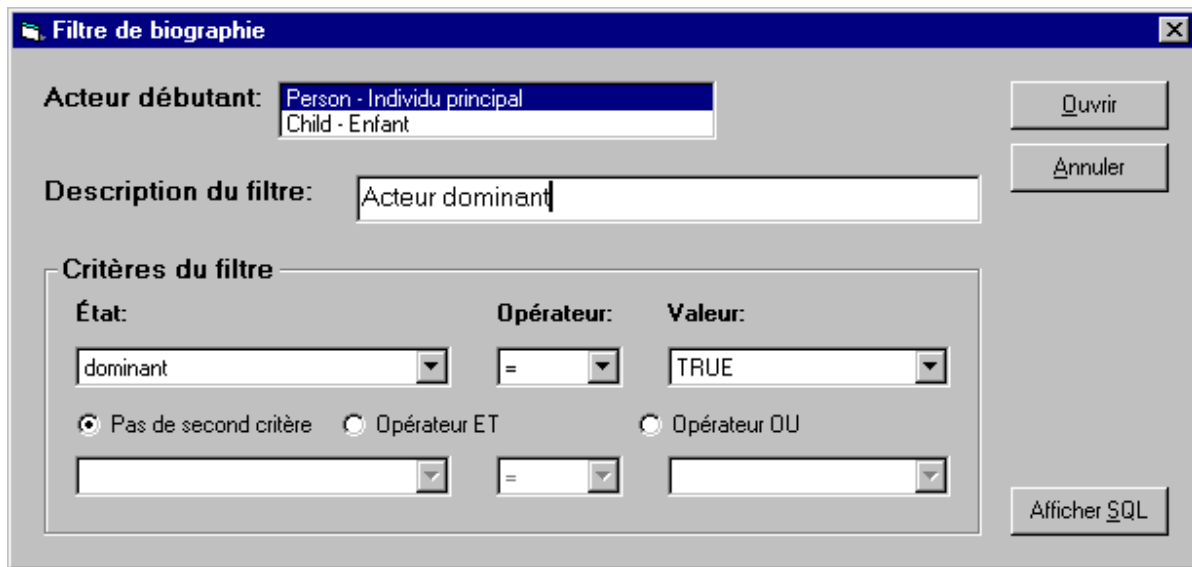 Filtre de biographie
Acteur débutant:
Person - Individu principal
Child - Enfant
Ouvrir
Annuler
Description du filtre:
Acteur dominant
Critères du filtre
État: Opérateur: Valeur:
dominant = TRUE
Pas de second critère Opérateur ET Opérateur OU
=
Afficher SQL